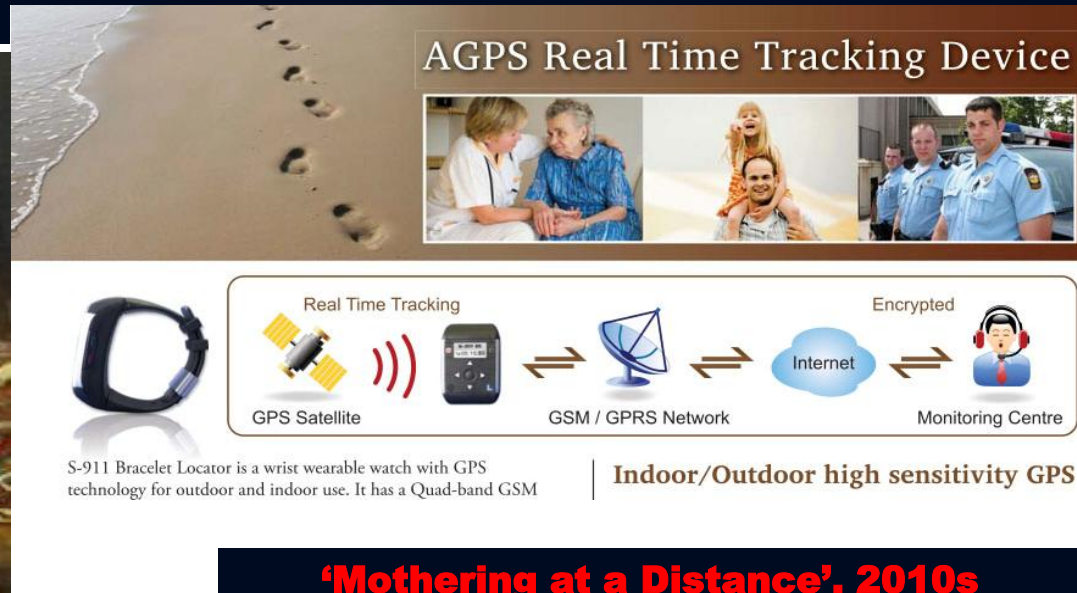 AGPS Real Time Tracking Device
Real Time Tracking
Encrypted
Internet
GPS Satellite
GSM / GPRS Network
Monitoring Centre
S-911 Bracelet Locator is a wrist wearable watch with GPS
technology for outdoor and indoor use. It has a Quad-band GSM
Indoor/Outdoor high sensitivity GPS
‘Mothering at a Distance’, 2010s